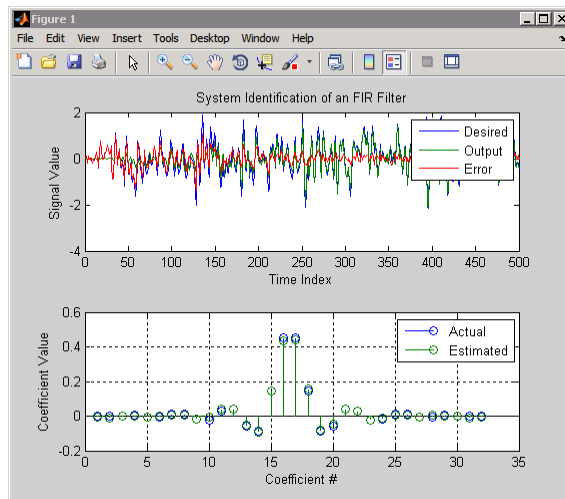 Figure 1
File Edit View Insert Tools Desktop Window Help
System Identification of an FIR Filter
Signal Value
2
0
-2
-4
Desired
Output
Error
0 50 100 150 200 250 300 350 400 450 500
Time Index
Coefficient Value
0.6
0.4
0.2
0
-0.2
Actual
Estimated
0 5 10 15 20 25 30 35
Coefficient #